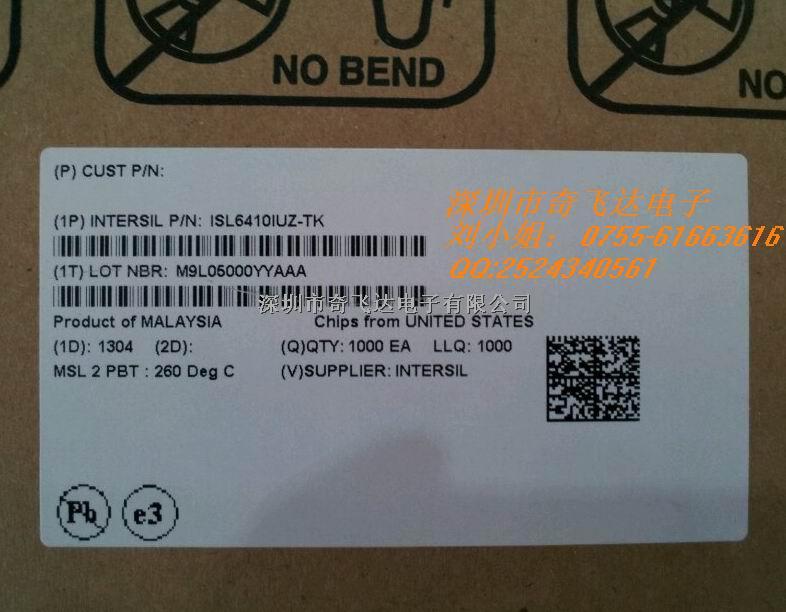 NO BEND
NO
(P) CUST P/N:
(1P) INTERSIL P/N: ISL6410IUZ-TK
深圳市奇飞达电子
刘小姐: 0755-61663616
QQ:2524340561
(1T) LOT NBR: M9L05000YYAAA
深圳市奇飞达电子有限公司
Product of MALAYSIA Chips from UNITED STATES
(1D): 1304 (2D): (Q)QTY: 1000 EA LLQ: 1000
MSL 2 PBT : 260 Deg C (V)SUPPLIER: INTERSIL
Pb e3